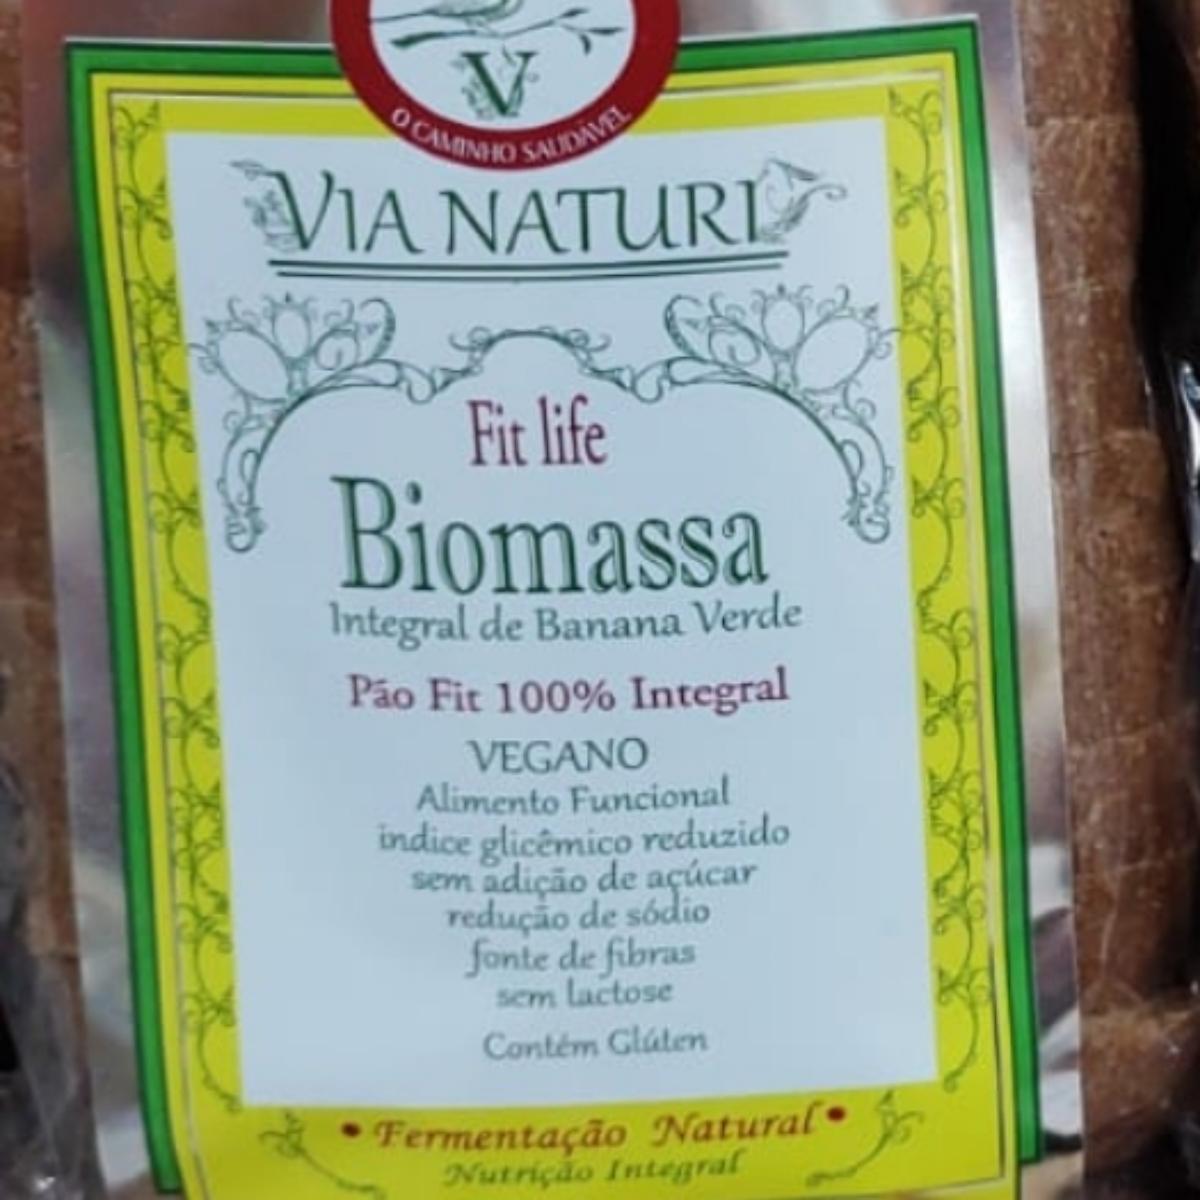 V
O CAMINHO SAUDÁVEL
VIA NATURI
Fit life
Biomassa
Integral de Banana Verde
Pão Fit 100% Integral
VEGANO
Alimento Funcional
índice glicêmico reduzido
sem adição de açúcar
redução de sódio
fonte de fibras
sem lactose
Contém Glúten
• Fermentação Natural •
Nutrição Integral